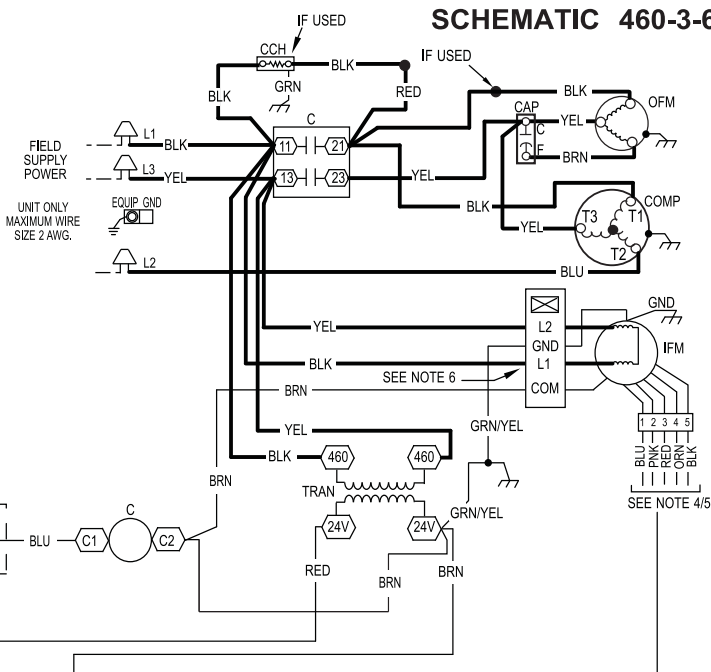 SCHEMATIC 460-3-6
IF USED
CCH
BLK
GRN
BLK
RED
IF USED
BLK
OFM
CAP
C
F
YEL
BRN
C
11
21
13
23
FIELD
SUPPLY
POWER
L1
BLK
L3
YEL
YEL
UNIT ONLY
MAXIMUM WIRE
SIZE 2 AWG.
EQUIP GND
L2
BLK
COMP
T3
T1
T2
YEL
BLU
YEL
L2
GND
L1
COM
GND
IFM
BLK
SEE NOTE 6
BRN
GRN/YEL
1 2 3 4 5
BLU
PNK
RED
ORN
BLK
SEE NOTE 4/5
YEL
BLK
460
460
TRAN
24V
24V
GRN/YEL
BRN
BLU
C1
C
C2
RED
BRN
BRN